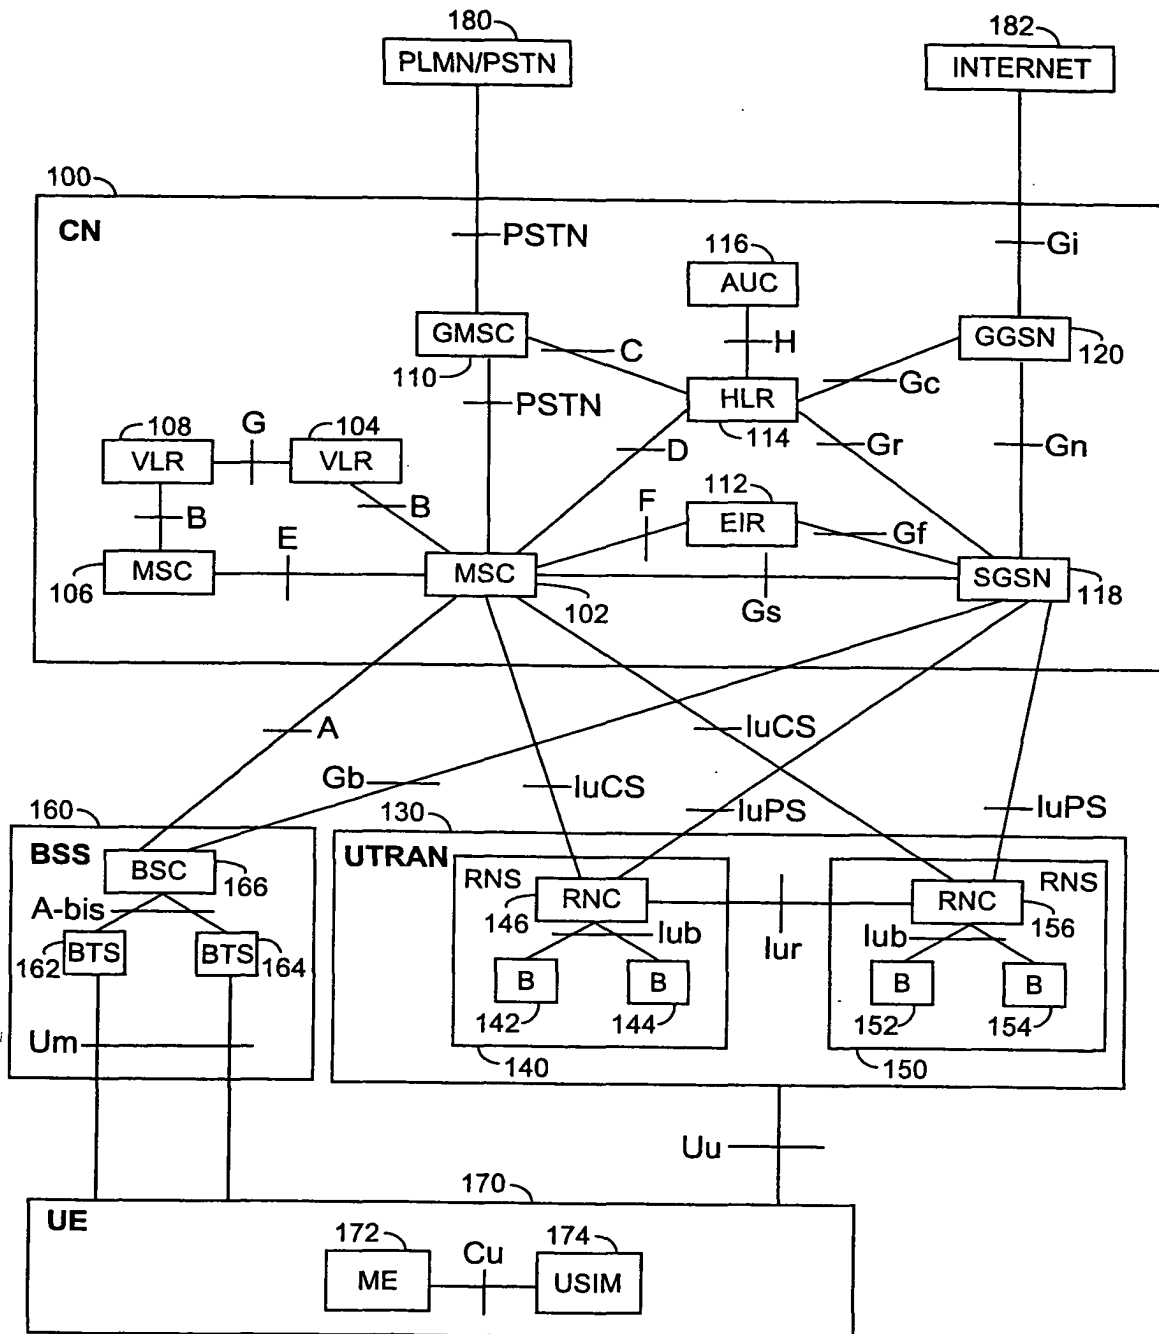 180
182
PLMN/PSTN
INTERNET
100
CN
PSTN
Gi
116
AUC
GMSC
C
H
GGSN
110
120
PSTN
HLR
Gc
114
108
G
104
D
Gr
Gn
VLR
VLR
B
B
F
112
EIR
Gf
E
106
MSC
MSC
102
Gs
SGSN
118
A
IuCS
Gb
IuCS
IuPS
IuPS
160
130
BSS
BSC
166
UTRAN
RNS
146
RNC
RNC
RNS
156
A-bis
Iub
Iur
Iub
162
BTS
BTS
164
B
B
B
B
142
144
152
154
Um
140
150
Uu
170
UE
172
Cu
174
ME
USIM